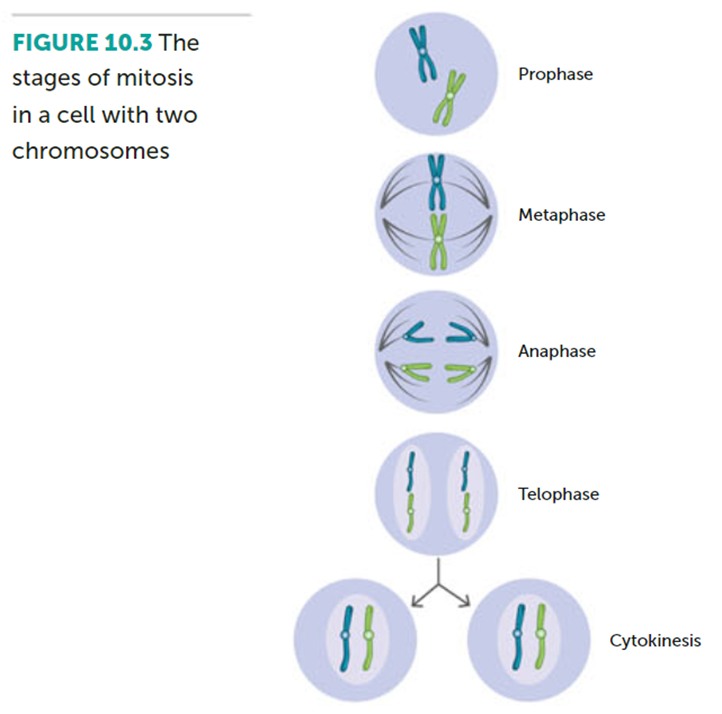 FIGURE 10.3 The
stages of mitosis
in a cell with two
chromosomes
Prophase
Metaphase
Anaphase
Telophase
Cytokinesis